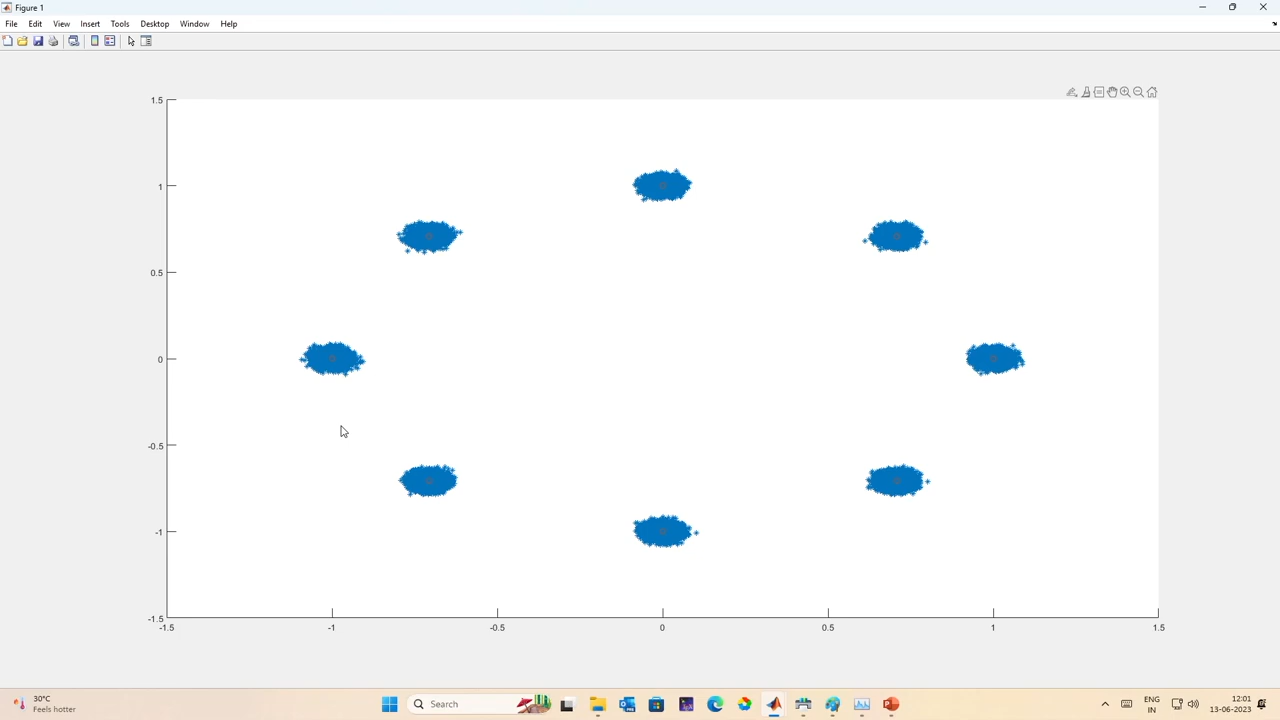 Figure 1
File Edit View Insert Tools Desktop Window Help
1.5
1
0.5
0
-0.5
-1
-1.5
-1.5 -1 -0.5 0 0.5 1 1.5
30°C
Feels hotter
Search
ENG
IN
12:01
13-06-2023